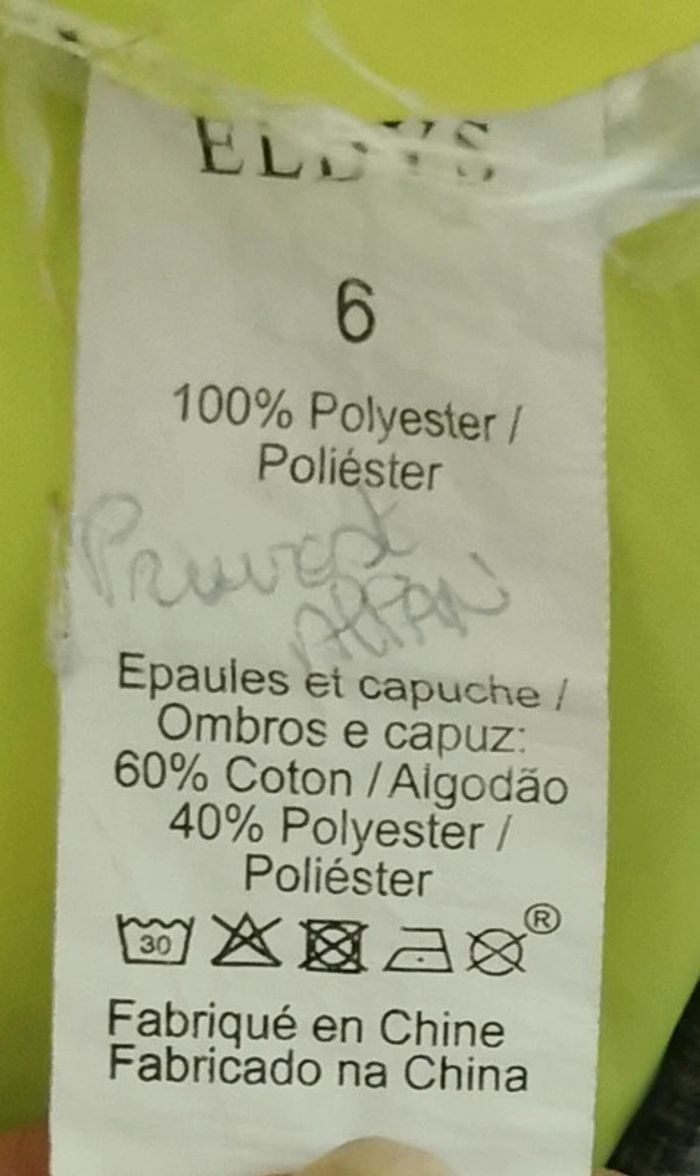 6
100% Polyester /
Poliéster
Epaules et capuche /
Ombros e capuz:
60% Coton / Algodão
40% Polyester /
Poliéster
30
®
Fabriqué en Chine
Fabricado na China